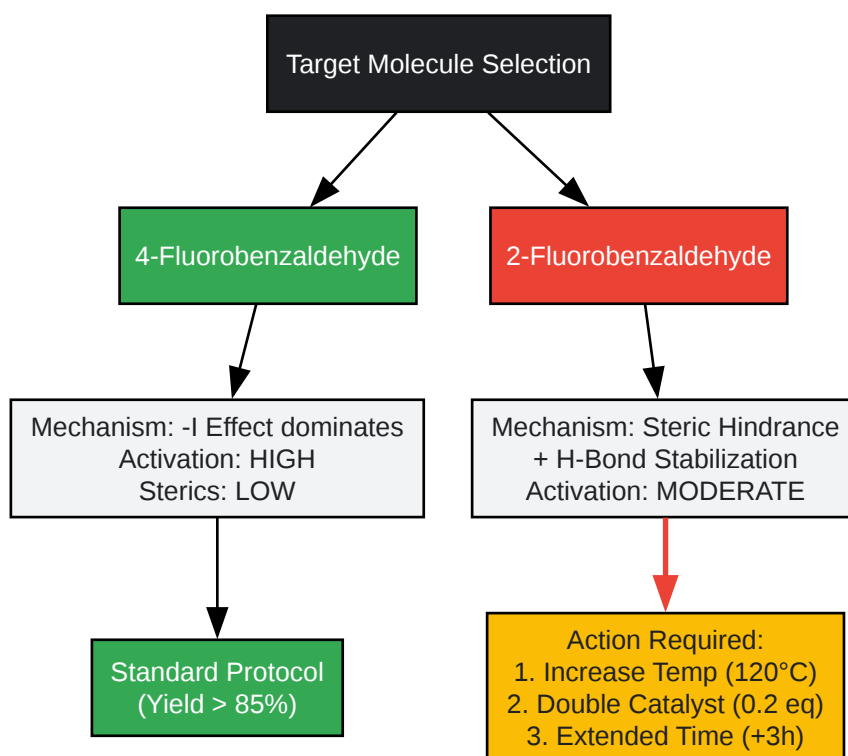 Target Molecule Selection
4-Fluorobenzaldehyde
2-Fluorobenzaldehyde
Mechanism: -I Effect dominates
Activation: HIGH
Sterics: LOW
Mechanism: Steric Hindrance
+ H-Bond Stabilization
Activation: MODERATE
Standard Protocol
(Yield > 85%)
Action Required:
1. Increase Temp (120°C)
2. Double Catalyst (0.2 eq)
3. Extended Time (+3h)